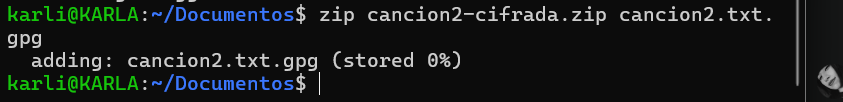 karli@KARLA:~/Documentos$ zip cancion2-cifrada.zip cancion2.txt.
gpg
  adding: cancion2.txt.gpg (stored 0%)
karli@KARLA:~/Documentos$